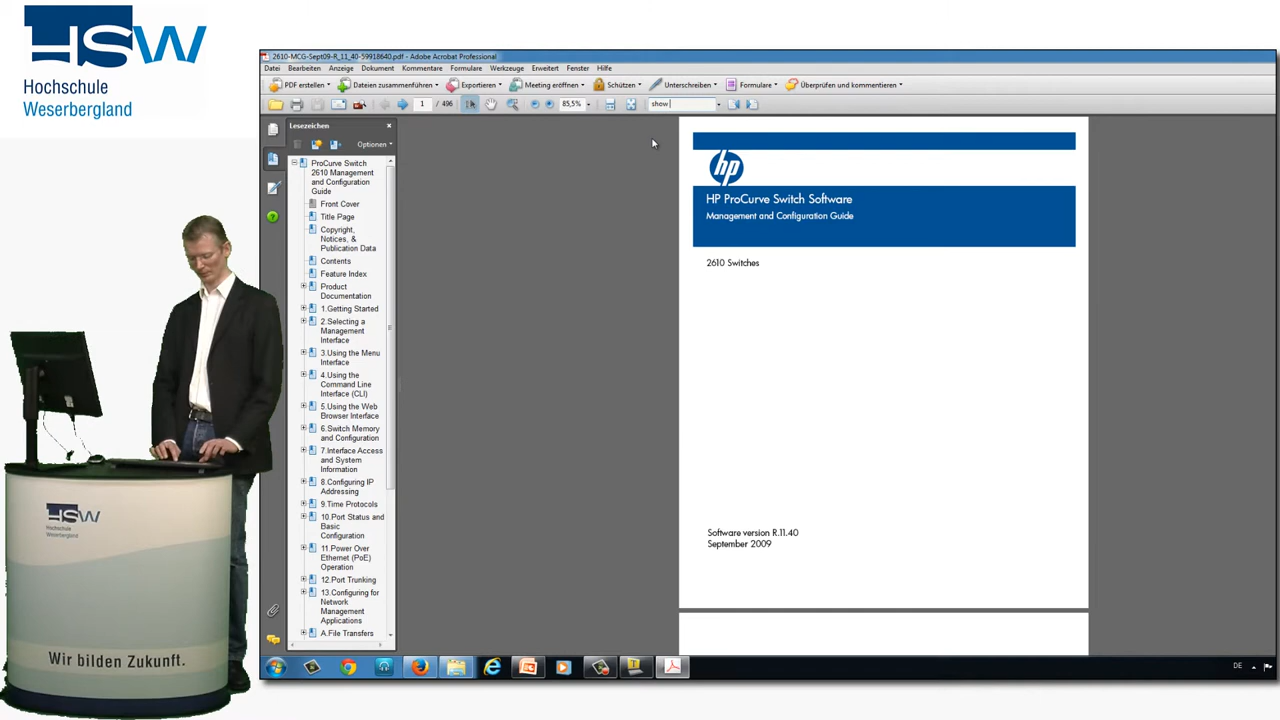 HSW
Hochschule
Weserbergland
2610-MCG-Sept09-R_11_40-59918640.pdf - Adobe Acrobat Professional
Datei Bearbeiten Anzeige Dokument Kommentare Formulare Werkzeuge Erweitert Fenster Hilfe
PDF erstellen Dateien zusammenführen Exportieren Meeting eröffnen Schützen Unterschreiben Formulare Überprüfen und kommentieren
1 / 496 85,5% show
Lesezeichen
Optionen
ProCurve Switch
2610 Management
and Configuration
Guide
Front Cover
Title Page
Copyright,
Notices, &
Publication Data
Contents
Feature Index
Product
Documentation
1.Getting Started
2.Selecting a
Management
Interface
3.Using the Menu
Interface
4.Using the
Command Line
Interface (CLI)
5.Using the Web
Browser Interface
6.Switch Memory
and Configuration
7.Interface Access
and System
Information
8.Configuring IP
Addressing
9.Time Protocols
10.Port Status and
Basic
Configuration
11.Power Over
Ethernet (PoE)
Operation
12.Port Trunking
13.Configuring for
Network
Management
Applications
A.File Transfers
hp
HP ProCurve Switch Software
Management and Configuration Guide
2610 Switches
Software version R.11.40
September 2009
DE
HSW
Hochschule
Weserbergland
Wir bilden Zukunft.